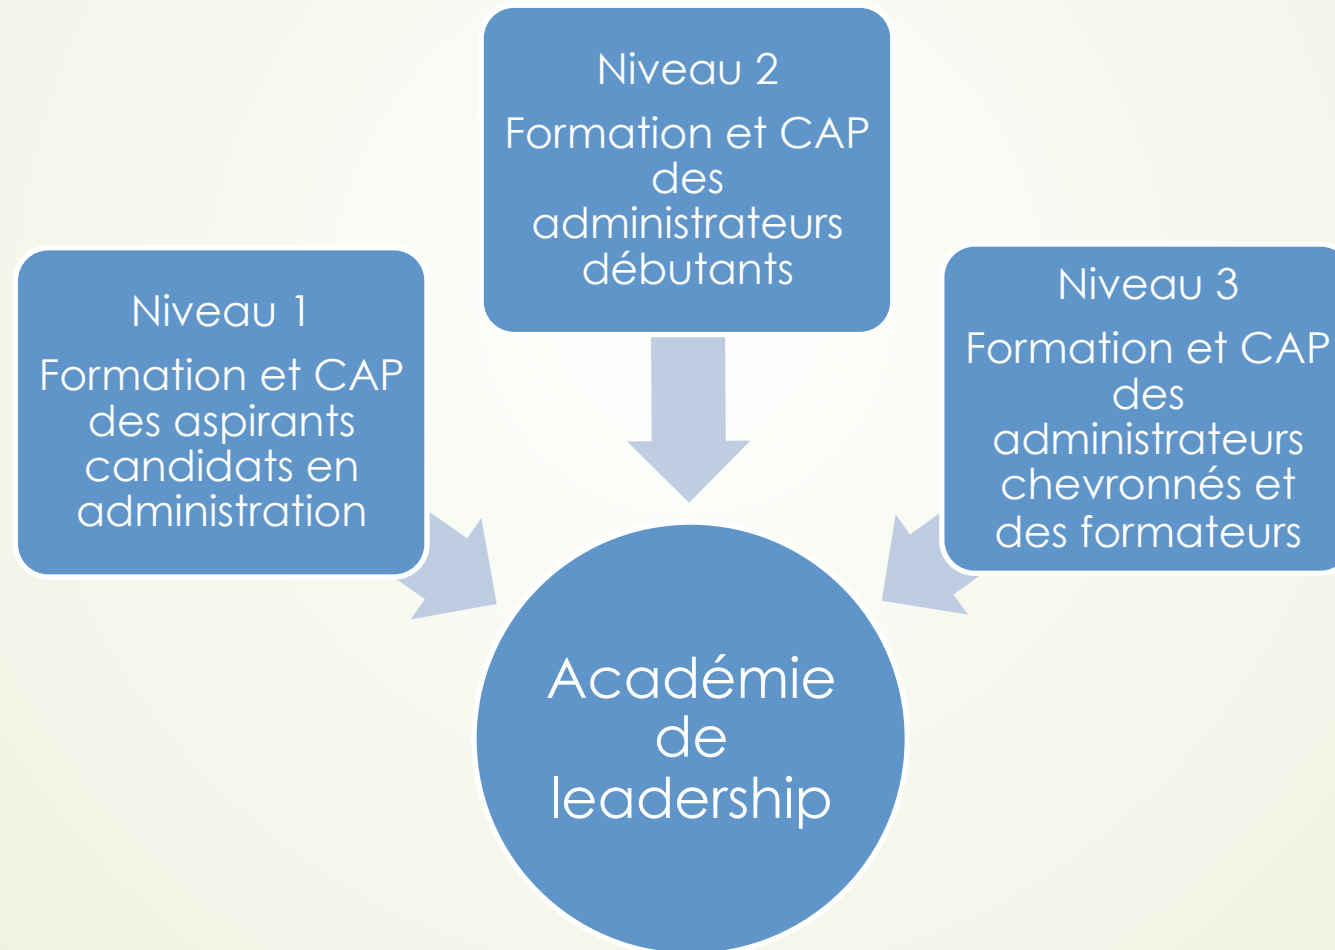 Niveau 1
Formation et CAP
des aspirants
candidats en
administration
Niveau 2
Formation et CAP
des
administrateurs
débutants
Niveau 3
Formation et CAP
des
administrateurs
chevronnés et
des formateurs
Académie
de
leadership